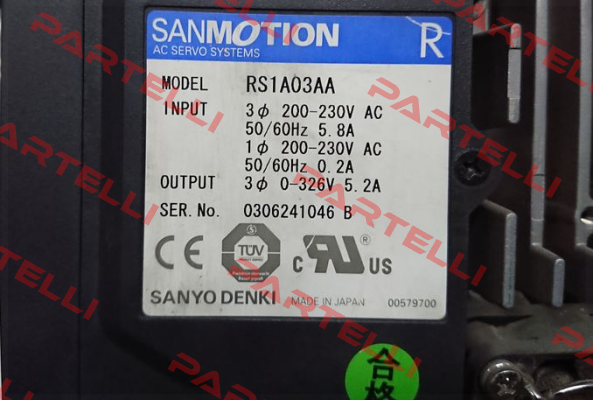 SANMOTION R
AC SERVO SYSTEMS
MODEL RS1A03AA
INPUT 3φ 200-230V AC
50/60Hz 5.8A
1φ 200-230V AC
50/60Hz 0.2A
OUTPUT 3φ 0-326V 5.2A
SER. No. 0306241046 B
CE TÜV c RU ® US
SANYO DENKI MADE IN JAPAN 00579700
合格
PARTELLI
PARTELLI
PARTELLI
PARTELLI
PARTELLI
PARTELLI